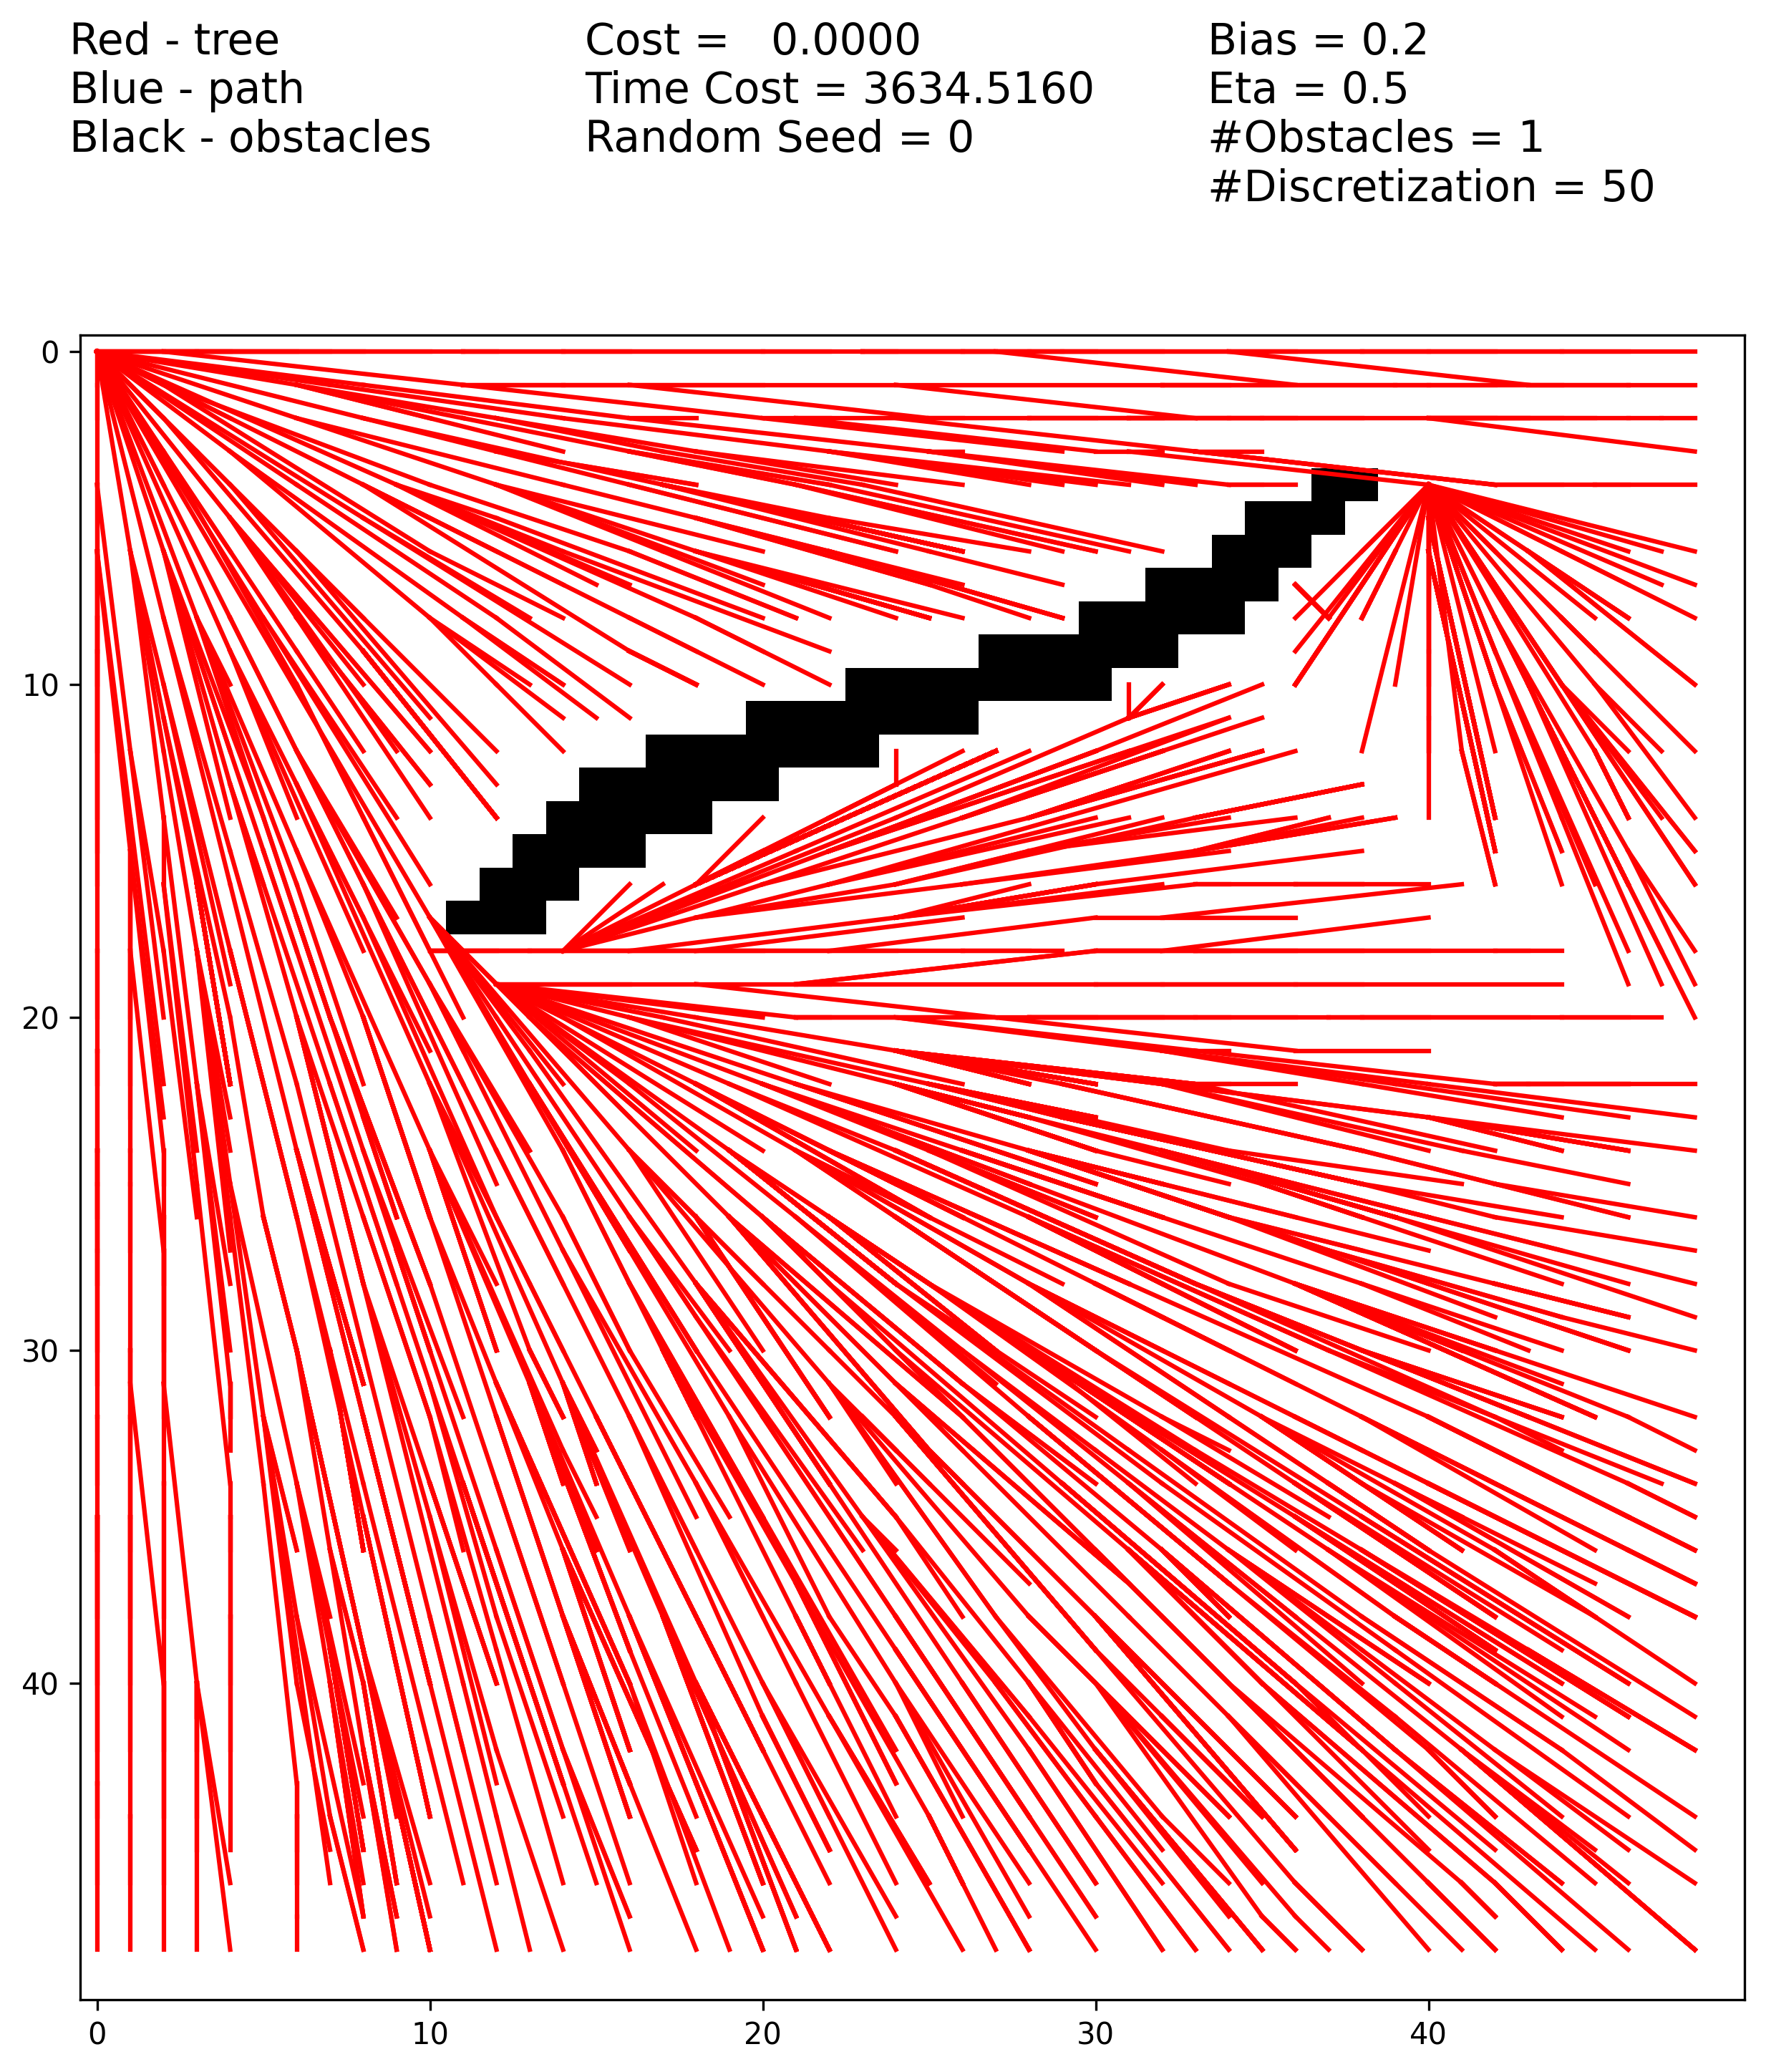 Red - tree
Blue - path
Black - obstacles
Cost =   0.0000
Time Cost = 3634.5160
Random Seed = 0
Bias = 0.2
Eta = 0.5
#Obstacles = 1
#Discretization = 50
0
10
20
30
40
0 10 20 30 40